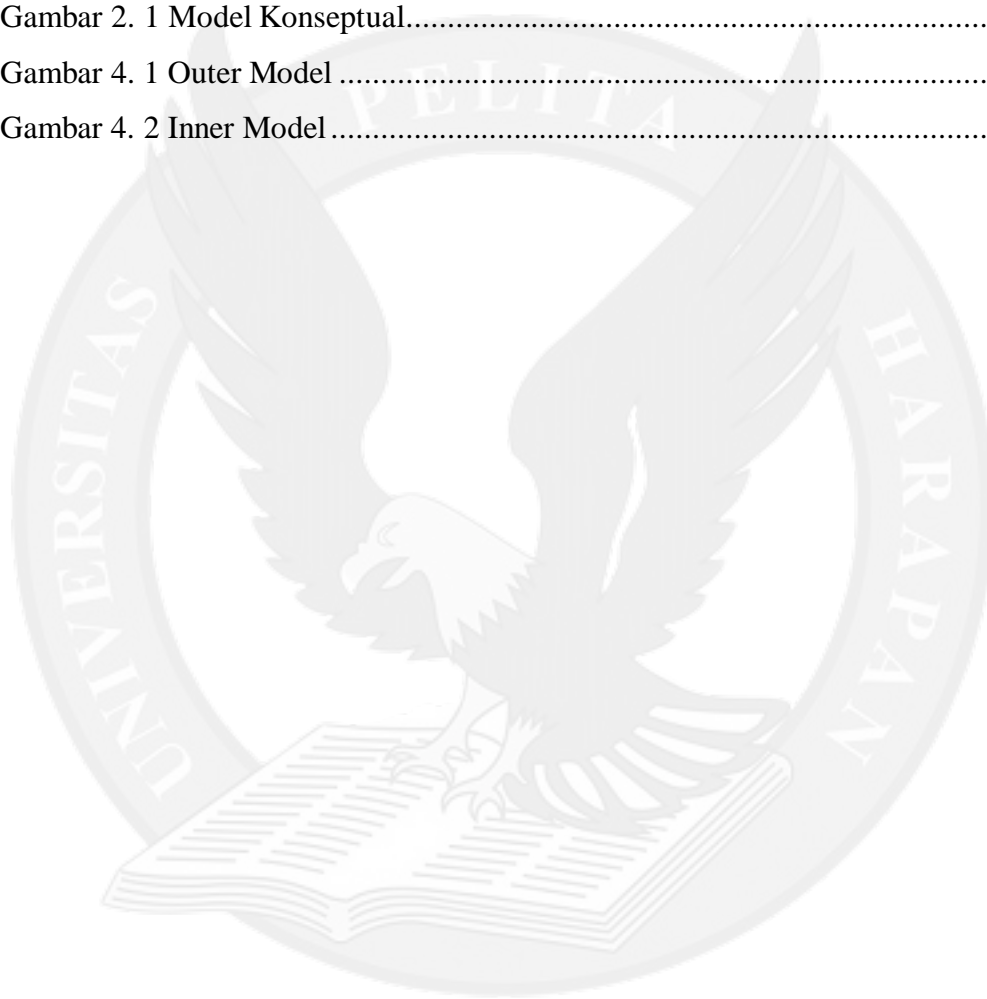 Gambar 2. 1 Model Konseptual......................................................................
Gambar 4. 1 Outer Model ..............................................................................
Gambar 4. 2 Inner Model ...............................................................................
UNIVERSITAS PELITA HARAPAN